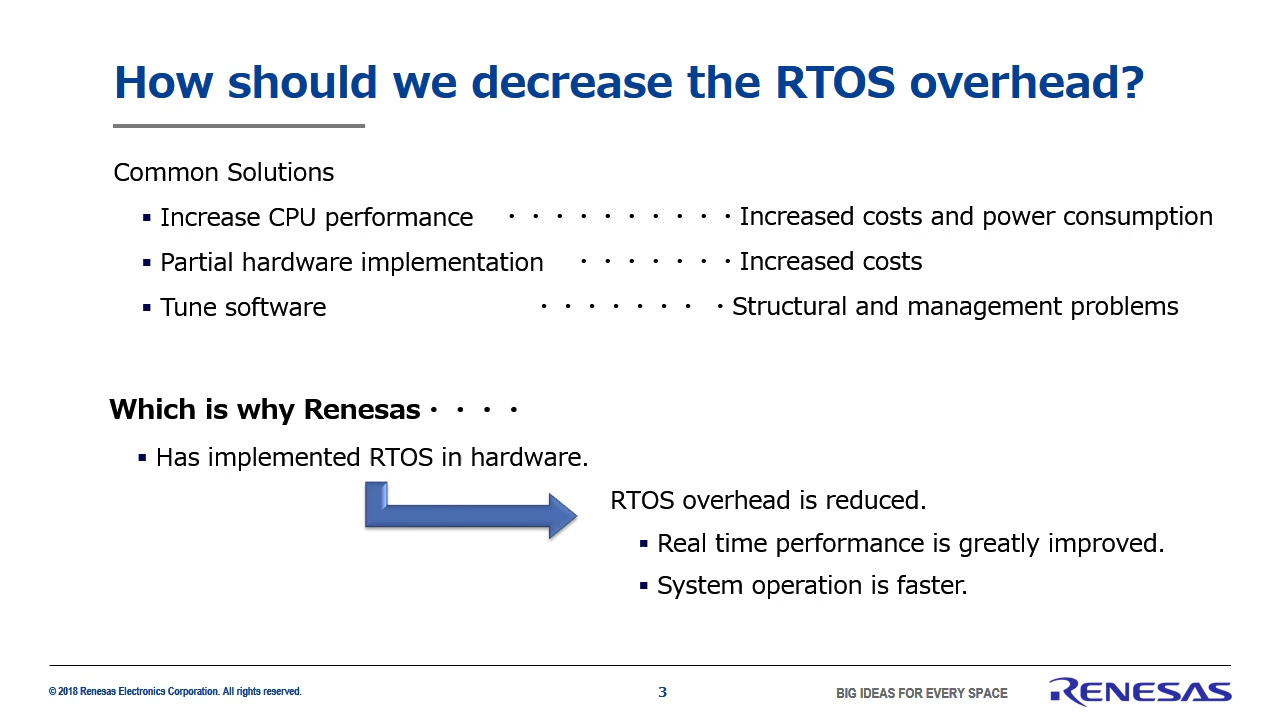 How should we decrease the RTOS overhead?
Common Solutions
▪ Increase CPU performance ・・・・・・・・・・Increased costs and power consumption
▪ Partial hardware implementation ・・・・・・・Increased costs
▪ Tune software ・・・・・・・・Structural and management problems
Which is why Renesas・・・・
▪ Has implemented RTOS in hardware.
RTOS overhead is reduced.
▪ Real time performance is greatly improved.
▪ System operation is faster.
© 2018 Renesas Electronics Corporation. All rights reserved. 3 BIG IDEAS FOR EVERY SPACE RENESAS